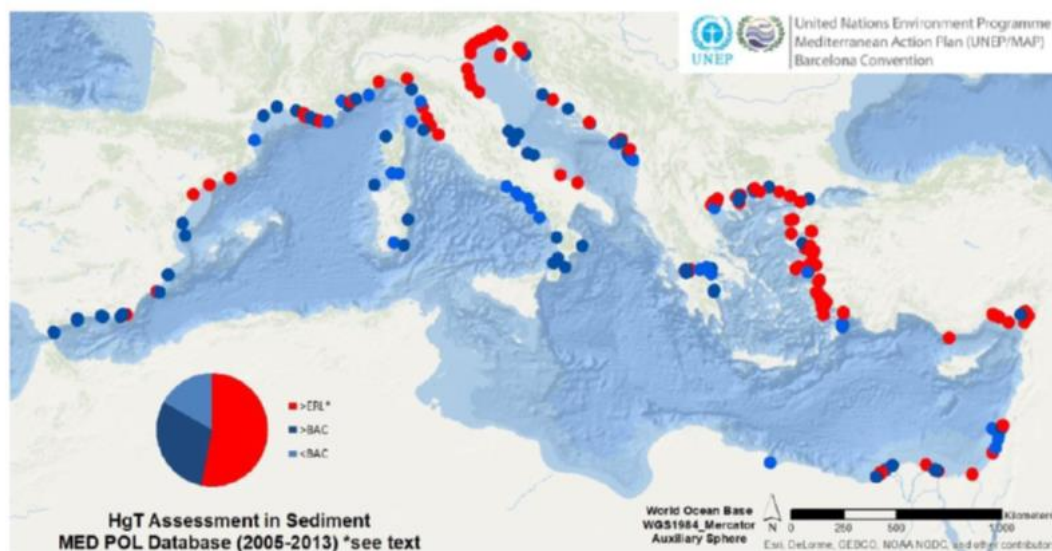 UNEP
United Nations Environment Programme
Mediterranean Action Plan (UNEP/MAP)
Barcelona Convention
>ERL*
>BAC
<BAC
HgT Assessment in Sediment
MED POL Database (2005-2013) *see text
World Ocean Base
WGS1984_Mercator
Auxiliary Sphere
N
Kilometers
0 250 500 1,000
Esri, DeLorme, GEBCO, NOAA NGDC, and other contributors